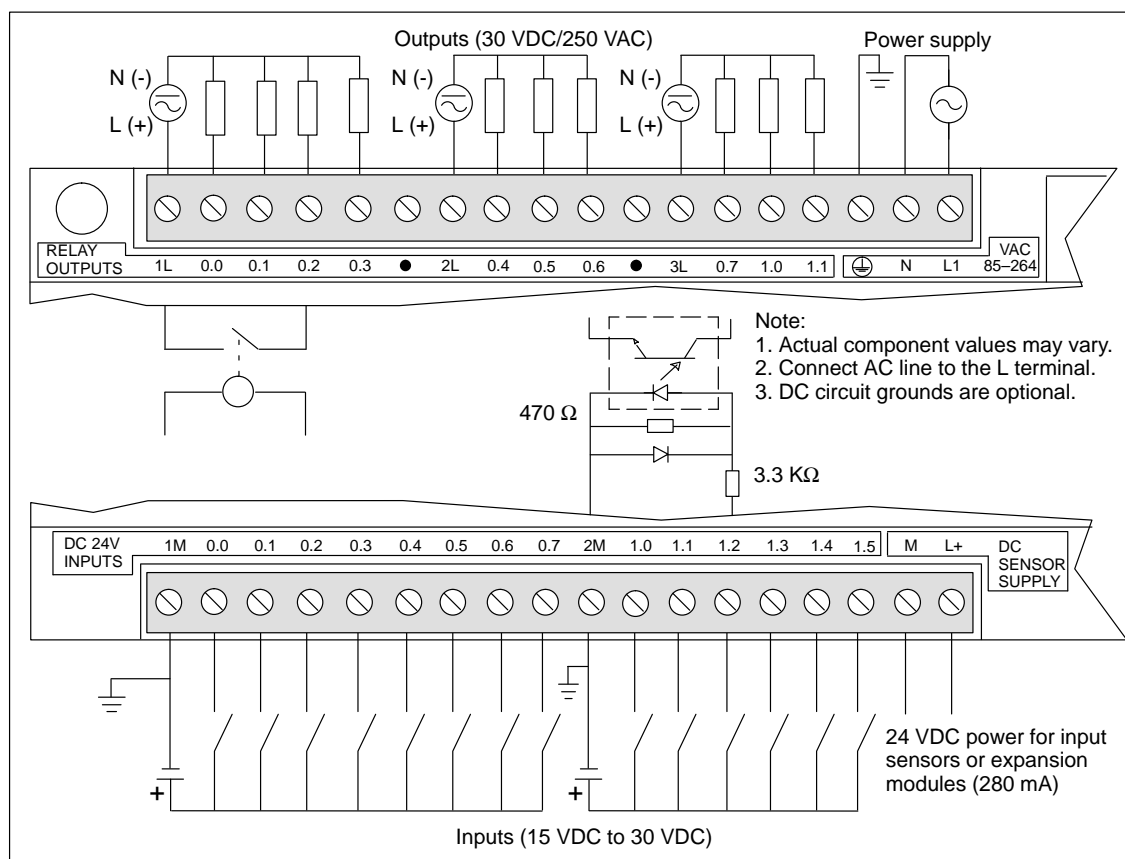 Outputs (30 VDC/250 VAC)
Power supply
N (-)
N (-)
N (-)
L (+)
L (+)
L (+)
RELAY
OUTPUTS
1L 0.0 0.1 0.2 0.3 ● 2L 0.4 0.5 0.6 ● 3L 0.7 1.0 1.1 N L1
VAC
85–264
Note:
1. Actual component values may vary.
2. Connect AC line to the L terminal.
3. DC circuit grounds are optional.
470 Ω
3.3 KΩ
DC 24V
INPUTS
1M 0.0 0.1 0.2 0.3 0.4 0.5 0.6 0.7 2M 1.0 1.1 1.2 1.3 1.4 1.5 M L+
DC
SENSOR
SUPPLY
24 VDC power for input
sensors or expansion
modules (280 mA)
+
+
Inputs (15 VDC to 30 VDC)